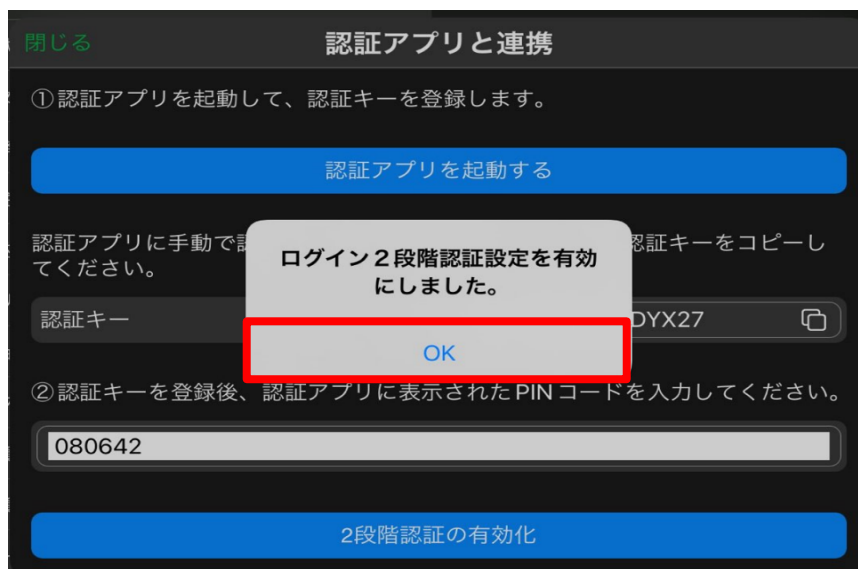 閉じる
認証アプリと連携
①認証アプリを起動して、認証キーを登録します。
認証アプリを起動する
認証アプリに手動で 認証キーをコピーし
てください。
ログイン2段階認証設定を有効
にしました。
OK
認証キー DYX27
②認証キーを登録後、認証アプリに表示されたPINコードを入力してください。
080642
2段階認証の有効化